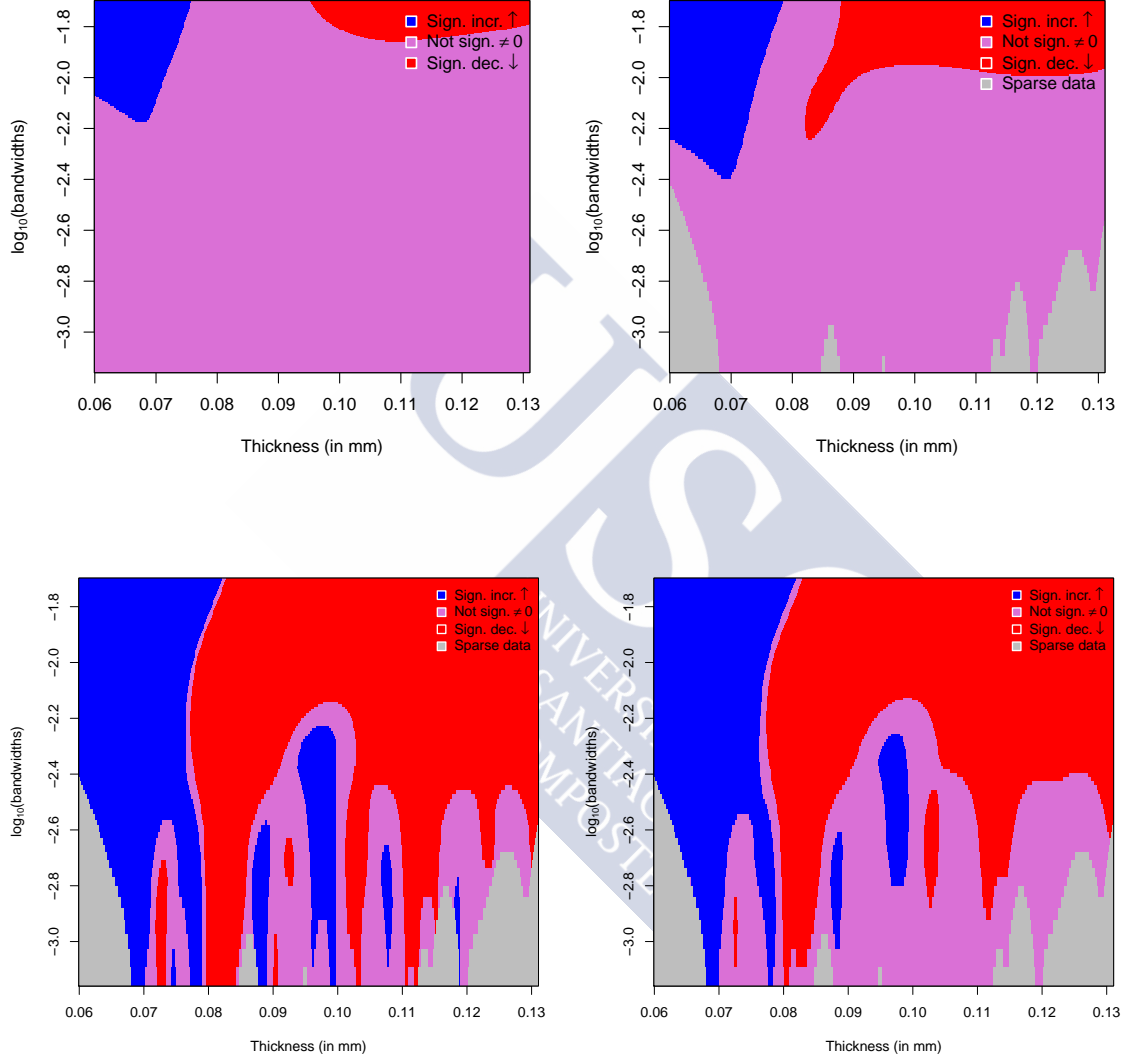 Sign. incr. ↑
Not sign. ≠ 0
Sign. dec. ↓
log10(bandwidths)
−1.8
−2.0
−2.2
−2.4
−2.6
−2.8
−3.0
0.06 0.07 0.08 0.09 0.10 0.11 0.12 0.13
Thickness (in mm)
Sign. incr. ↑
Not sign. ≠ 0
Sign. dec. ↓
Sparse data
log10(bandwidths)
−1.8
−2.0
−2.2
−2.4
−2.6
−2.8
−3.0
0.06 0.07 0.08 0.09 0.10 0.11 0.12 0.13
Thickness (in mm)
Sign. incr. ↑
Not sign. ≠ 0
Sign. dec. ↓
Sparse data
log10(bandwidths)
−1.8
−2.0
−2.2
−2.4
−2.6
−2.8
−3.0
0.06 0.07 0.08 0.09 0.10 0.11 0.12 0.13
Thickness (in mm)
Sign. incr. ↑
Not sign. ≠ 0
Sign. dec. ↓
Sparse data
log10(bandwidths)
−1.8
−2.0
−2.2
−2.4
−2.6
−2.8
−3.0
0.06 0.07 0.08 0.09 0.10 0.11 0.12 0.13
Thickness (in mm)